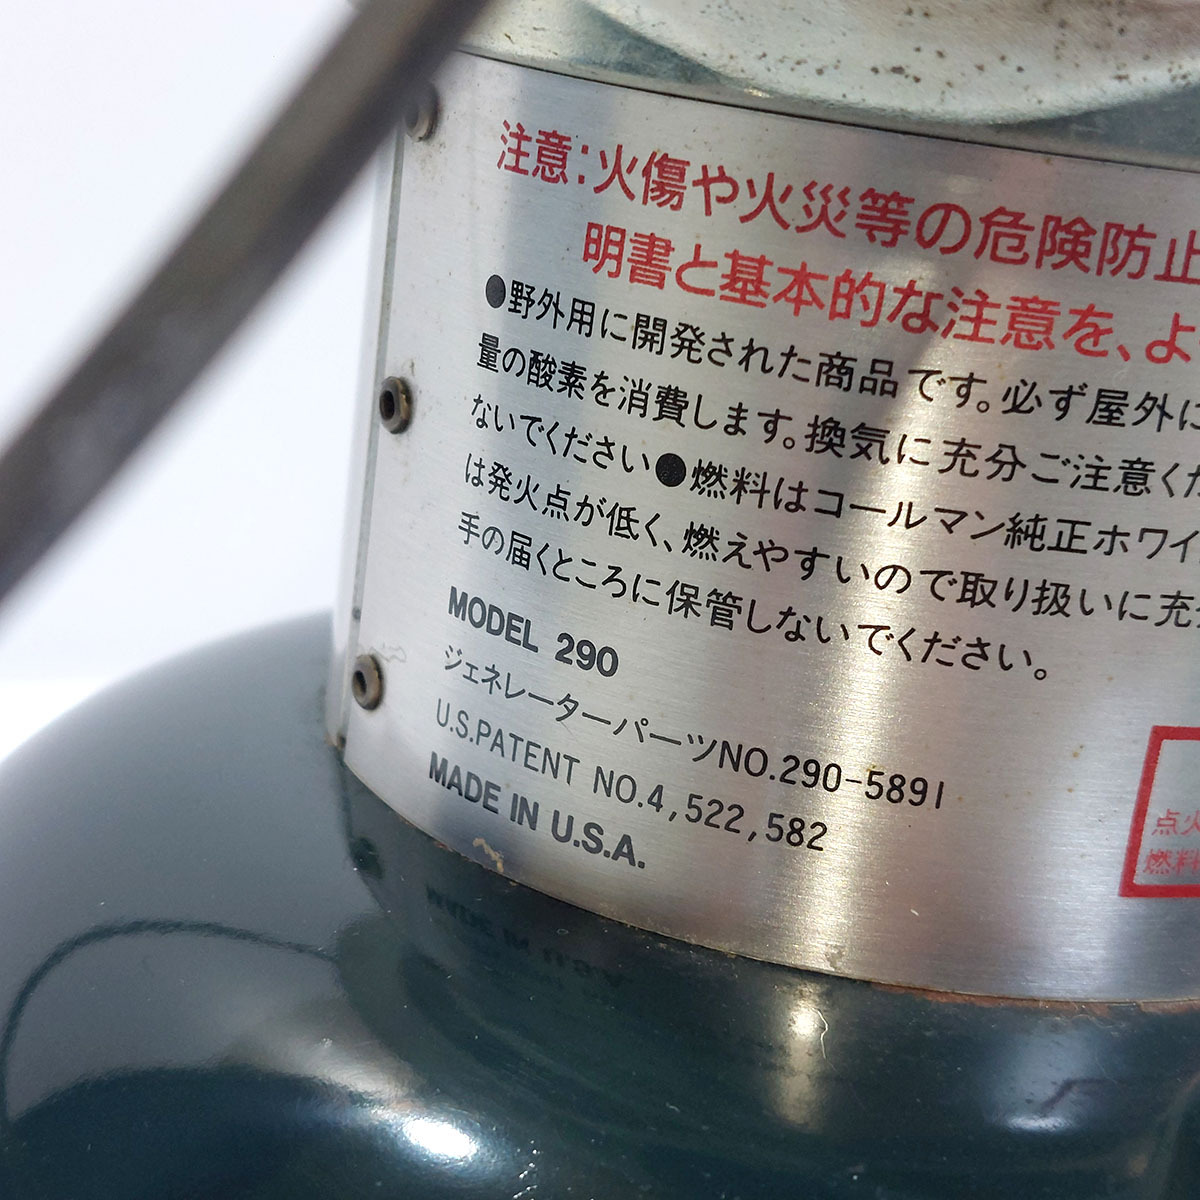 注意:火傷や火災等の危険防止
明書と基本的な注意を、よ
●野外用に開発された商品です。必ず屋外に
量の酸素を消費します。換気に充分ご注意くだ
ないでください●燃料はコールマン純正ホワイ
は発火点が低く、燃えやすいので取り扱いに充
手の届くところに保管しないでください。
MODEL 290
ジェネレーターパーツNO.290-5891
U.S.PATENT NO.4,522,582
MADE IN U.S.A.
点火
燃料